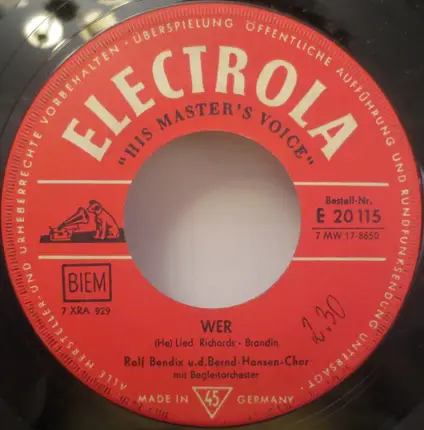 ALLE HERSTELLER- UND URHEBERRECHTE VORBEHALTEN · ÜBERSPIELUNG ÖFFENTLICHE AUFFÜHRUNG UND RUNDFUNKSENDUNG UNTERSAGT·
ELECTROLA
"HIS MASTER'S VOICE"
Bestell-Nr.
E 20115
7 MW 17-8650
BIEM
7 XRA 929
WER
(He) Lied Richards - Brandin
2.30
Ralf Bendix u.d.Bernd-Hansen-Chor
mit Begleitorchester
MADE IN 45 GERMANY